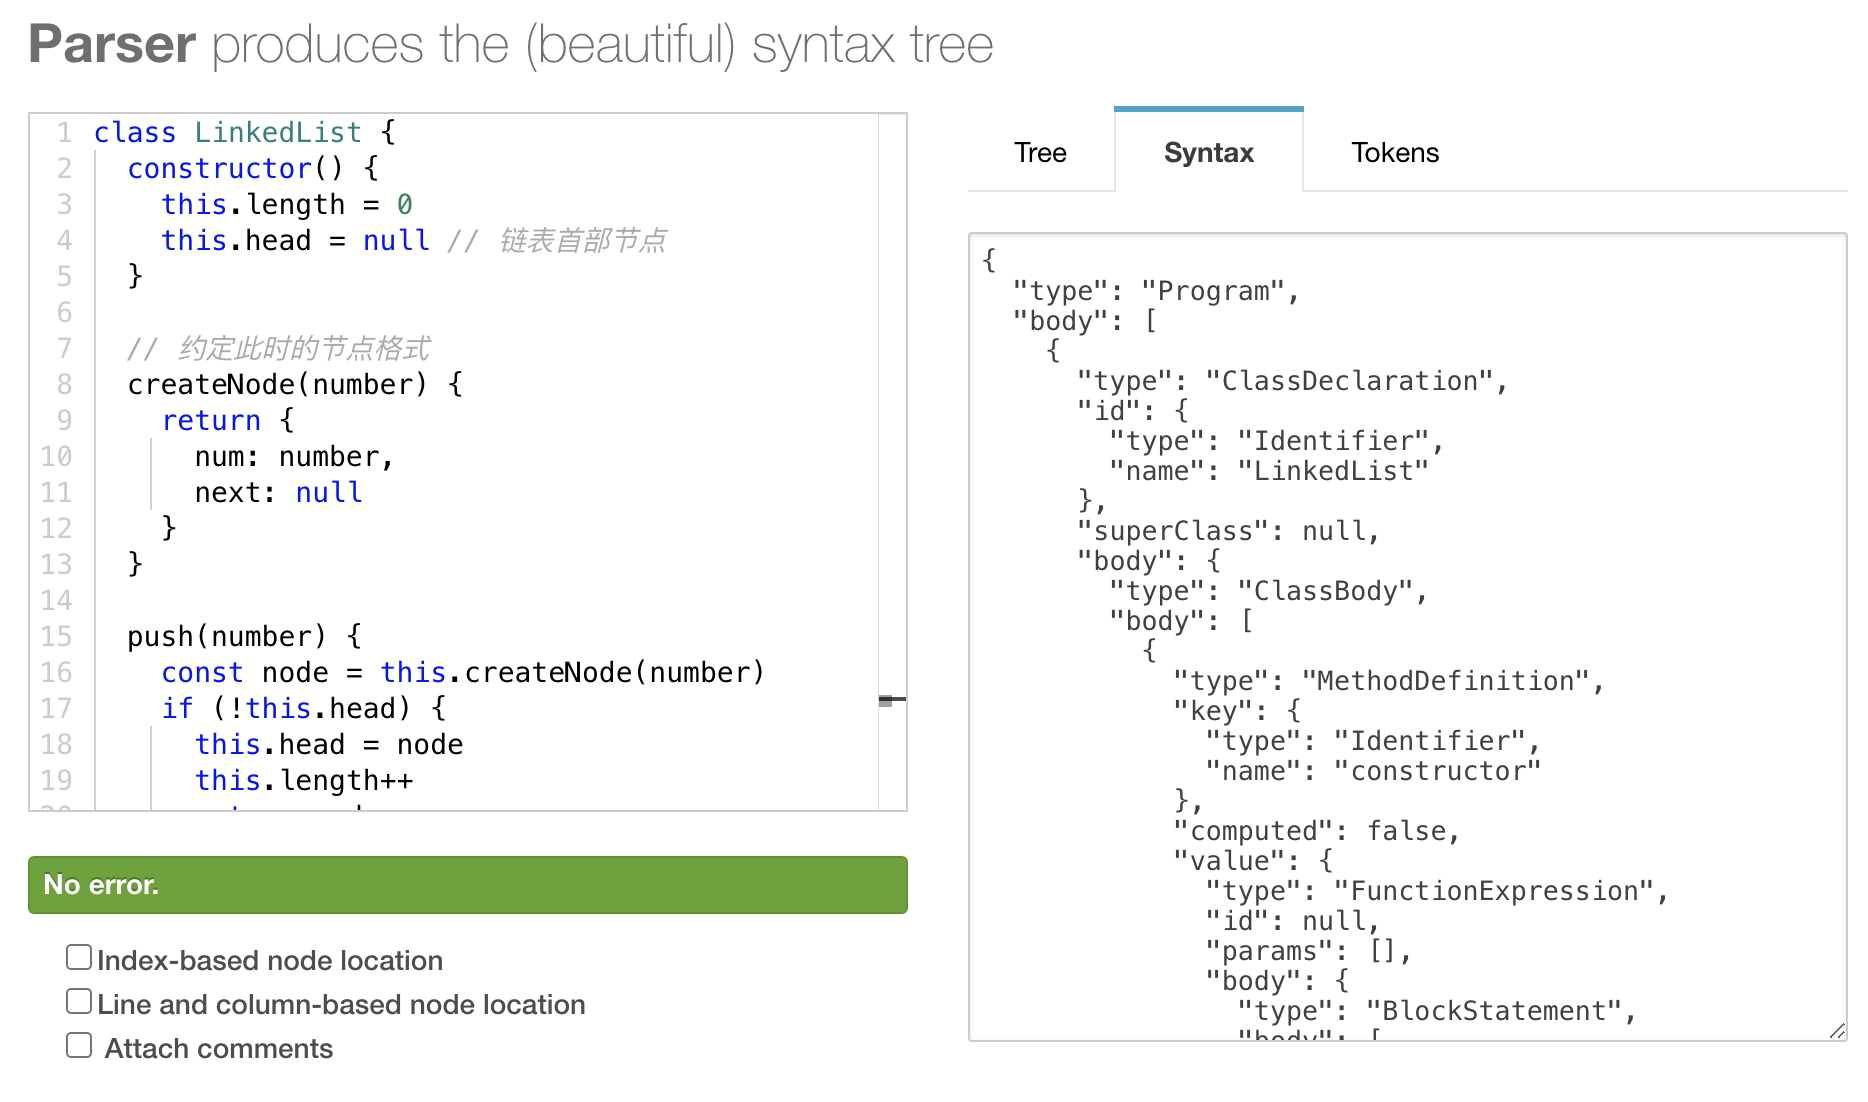 Parser produces the (beautiful) syntax tree
1 class LinkedList {
2 constructor() {
3 this.length = 0
4 this.head = null // 链表首部节点
5 }
6
7 // 约定此时的节点格式
8 createNode(number) {
9 return {
10 num: number,
11 next: null
12 }
13 }
14
15 push(number) {
16 const node = this.createNode(number)
17 if (!this.head) {
18 this.head = node
19 this.length++
No error.
Index-based node location
Line and column-based node location
Attach comments
Tree Syntax Tokens
{
"type": "Program",
"body": [
{
"type": "ClassDeclaration",
"id": {
"type": "Identifier",
"name": "LinkedList"
},
"superClass": null,
"body": {
"type": "ClassBody",
"body": [
{
"type": "MethodDefinition",
"key": {
"type": "Identifier",
"name": "constructor"
},
"computed": false,
"value": {
"type": "FunctionExpression",
"id": null,
"params": [],
"body": {
"type": "BlockStatement",
"body": [